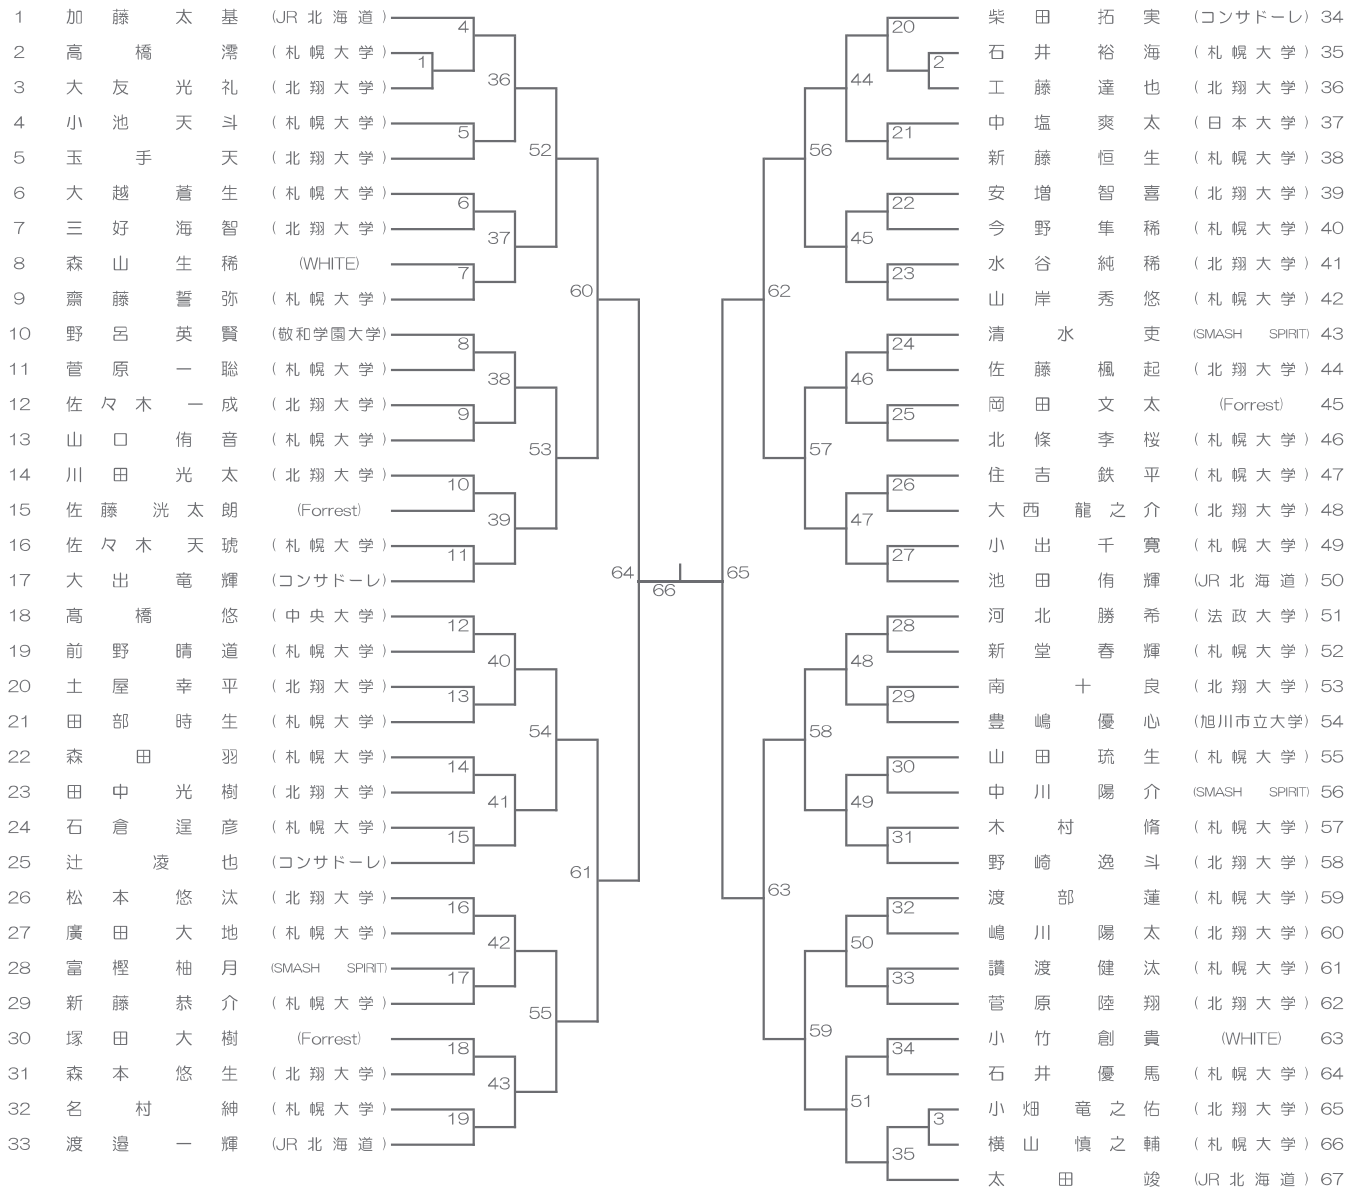 1 加藤 太基 (JR北海道)
2 高橋 澪 (札幌大学)
3 大友 光礼 (北翔大学)
4 小池 天斗 (札幌大学)
5 玉手 天 (北翔大学)
6 大越 蒼生 (札幌大学)
7 三好 海智 (北翔大学)
8 森山 生稀 (WHITE)
9 齋藤 誓弥 (札幌大学)
10 野呂 英賢 (敬和学園大学)
11 菅原 一聡 (札幌大学)
12 佐々木 一成 (北翔大学)
13 山口 侑音 (札幌大学)
14 川田 光太 (北翔大学)
15 佐藤 洸太朗 (Forrest)
16 佐々木 天琥 (札幌大学)
17 大出 竜輝 (コンサドーレ)
18 髙橋 悠 (中央大学)
19 前野 晴道 (札幌大学)
20 土屋 幸平 (北翔大学)
21 田部 時生 (札幌大学)
22 森田 羽 (札幌大学)
23 田中 光樹 (北翔大学)
24 石倉 逞彦 (札幌大学)
25 辻 凌也 (コンサドーレ)
26 松本 悠汰 (北翔大学)
27 廣田 大地 (札幌大学)
28 富樫 柚月 (SMASH SPIRIT)
29 新藤 恭介 (札幌大学)
30 塚田 大樹 (Forrest)
31 森本 悠生 (北翔大学)
32 名村 紳 (札幌大学)
33 渡邉 一輝 (JR北海道)
4
1
36
5
52
6
37
7
60
8
38
9
53
10
39
11
64
12
40
13
54
14
41
15
61
16
42
17
55
18
43
19
66
65
20
2
44
21
56
22
45
23
62
24
46
25
57
26
47
27
28
48
29
58
30
49
31
63
32
50
33
59
34
51
3
35
柴田 拓実 (コンサドーレ) 34
石井 裕海 (札幌大学) 35
工藤 達也 (北翔大学) 36
中塩 爽太 (日本大学) 37
新藤 恒生 (札幌大学) 38
安増 智喜 (北翔大学) 39
今野 隼稀 (札幌大学) 40
水谷 純稀 (北翔大学) 41
山岸 秀悠 (札幌大学) 42
清水 吏 (SMASH SPIRIT) 43
佐藤 楓起 (北翔大学) 44
岡田 文太 (Forrest) 45
北條 李桜 (札幌大学) 46
住吉 鉄平 (札幌大学) 47
大西 龍之介 (北翔大学) 48
小出 千寛 (札幌大学) 49
池田 侑輝 (JR北海道) 50
河北 勝希 (法政大学) 51
新堂 春輝 (札幌大学) 52
南 十良 (北翔大学) 53
豊嶋 優心 (旭川市立大学) 54
山田 琉生 (札幌大学) 55
中川 陽介 (SMASH SPIRIT) 56
木村 脩 (札幌大学) 57
野崎 逸斗 (北翔大学) 58
渡部 蓮 (札幌大学) 59
嶋川 陽太 (北翔大学) 60
讃渡 健汰 (札幌大学) 61
菅原 陸翔 (北翔大学) 62
小竹 創貴 (WHITE) 63
石井 優馬 (札幌大学) 64
小畑 竜之佑 (北翔大学) 65
横山 慎之輔 (札幌大学) 66
太田 竣 (JR北海道) 67